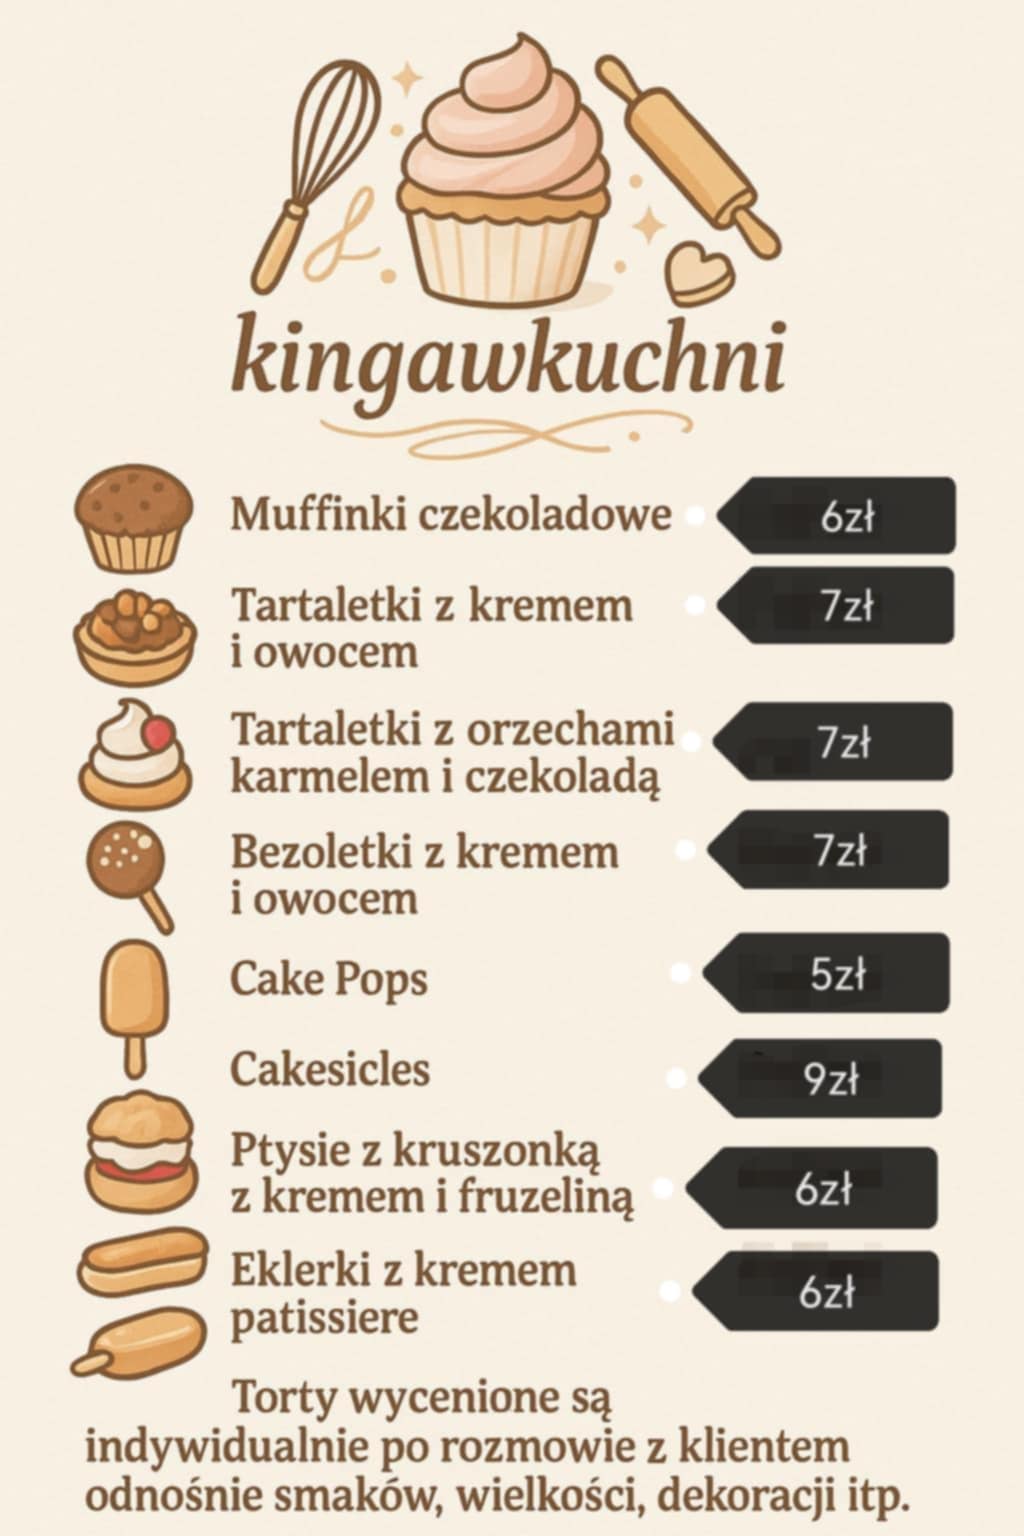 kingawkuchni
Muffinki czekoladowe 6zł
Tartaletki z kremem 7zł
i owocem
Tartaletki z orzechami 7zł
karmelem i czekoladą
Bezoletki z kremem 7zł
i owocem
Cake Pops 5zł
Cakesicles 9zł
Ptysie z kruszonką
z kremem i fruzeliną 6zł
Eklerki z kremem 6zł
patissiere
Torty wycenione są
indywidualnie po rozmowie z klientem
odnośnie smaków, wielkości, dekoracji itp.